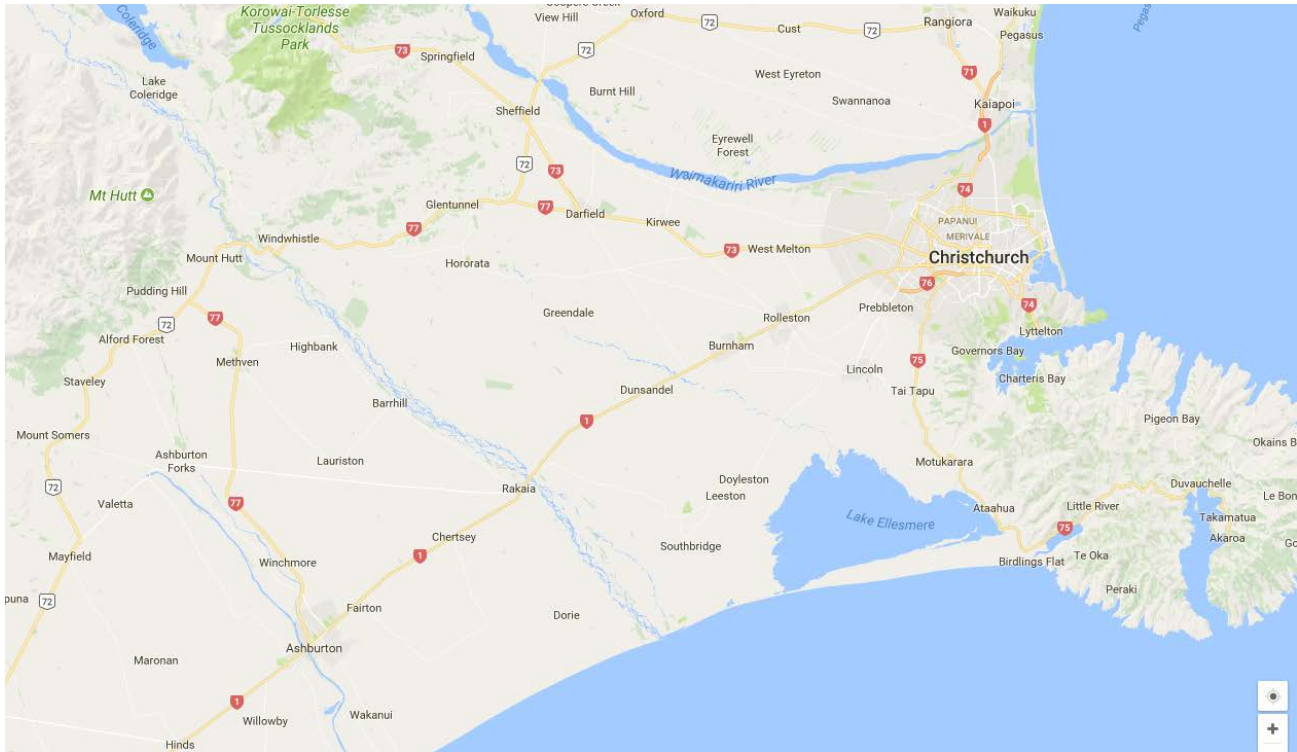 Coleridge
Korowai-Torlesse
Tussocklands
Park
View Hill
Oxford
72
Cust
72
Rangiora
Waikuku
Pegasus
72
73
Springfield
Lake
Coleridge
Burnt Hill
West Eyreton
71
Swannanoa
Kaiapoi
Sheffield
1
Eyrewell
Forest
72
73
Waimakariri River
Mt Hutt
74
Glentunnel
77
Darfield
Kirwee
PAPANUI
77
MERIVALE
Windwhistle
73
West Melton
Christchurch
Mount Hutt
Hororata
76
Pudding Hill
74
Greendale
Rolleston
Prebbleton
72
77
Lyttelton
Alford Forest
Highbank
Burnham
Governors Bay
Methven
75
Lincoln
Charteris Bay
Staveley
Dunsandel
Tai Tapu
Barrhill
1
Pigeon Bay
Mount Somers
Okains B
Ashburton
Forks
Lauriston
Motukarara
Doyleston
Duvauchelle
72
Rakaia
Leeston
Le Bon
Valetta
77
Ataahua
Little River
Lake Ellesmere
Takamatua
75
Chertsey
Akaroa
Southbridge
Go
Mayfield
1
Te Oka
Winchmore
Birdlings Flat
Peraki
puna
72
Fairton
Dorie
Ashburton
Maronan
1
Willowby
Wakanui
Hinds
+